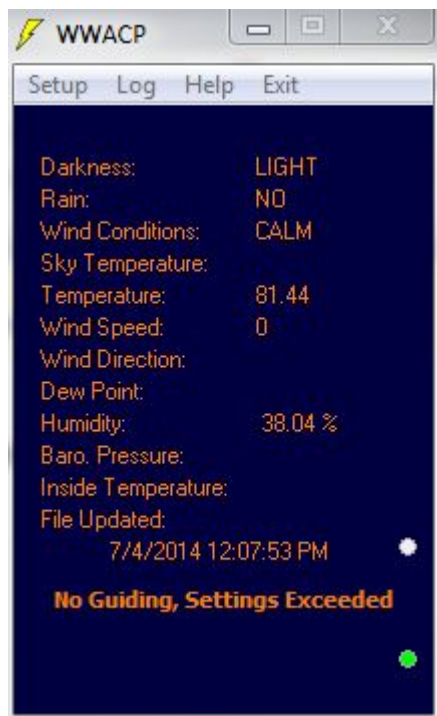 WWACP
Setup Log Help Exit
Darkness: LIGHT
Rain: NO
Wind Conditions: CALM
Sky Temperature:
Temperature: 81.44
Wind Speed: 0
Wind Direction:
Dew Point:
Humidity: 38.04 %
Baro. Pressure:
Inside Temperature:
File Updated:
7/4/2014 12:07:53 PM
No Guiding, Settings Exceeded